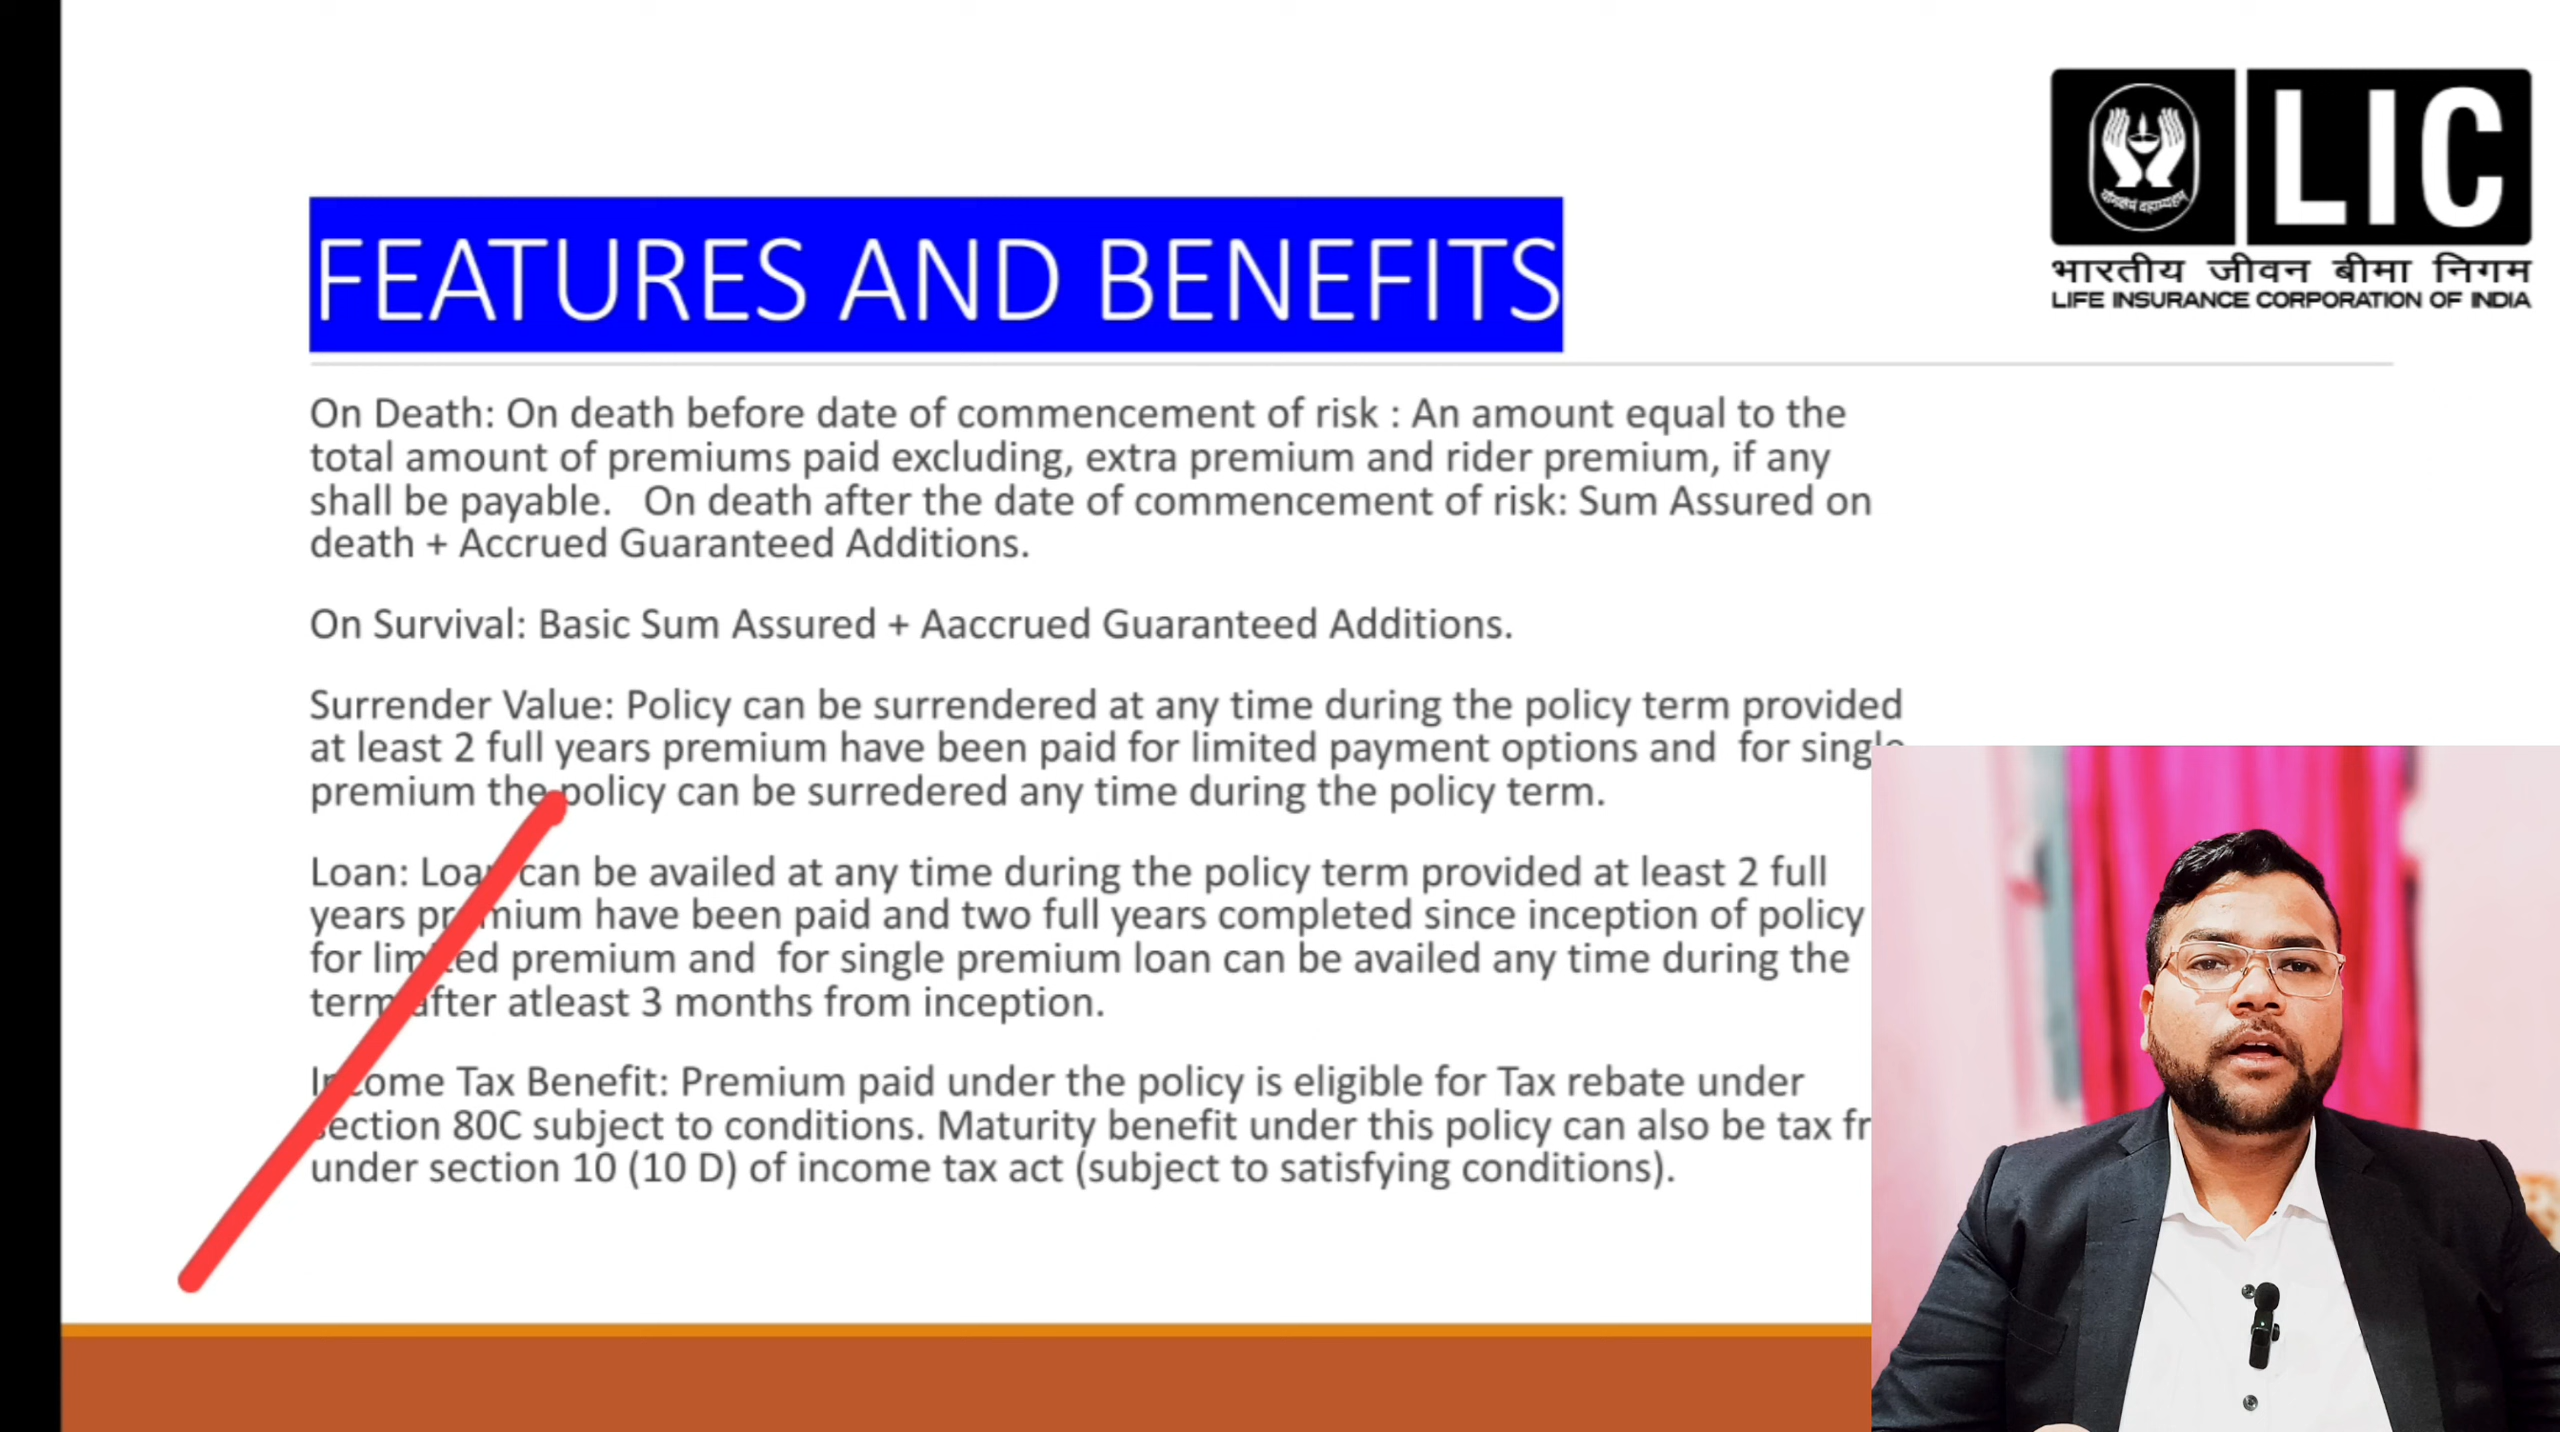 LIC
भारतीय जीवन बीमा निगम
LIFE INSURANCE CORPORATION OF INDIA
FEATURES AND BENEFITS
On Death: On death before date of commencement of risk : An amount equal to the
total amount of premiums paid excluding, extra premium and rider premium, if any
shall be payable. On death after the date of commencement of risk: Sum Assured on
death + Accrued Guaranteed Additions.
On Survival: Basic Sum Assured + Aaccrued Guaranteed Additions.
Surrender Value: Policy can be surrendered at any time during the policy term provided
at least 2 full years premium have been paid for limited payment options and for single
premium the policy can be surredered any time during the policy term.
Loan: Loan can be availed at any time during the policy term provided at least 2 full
years premium have been paid and two full years completed since inception of policy
for limited premium and for single premium loan can be availed any time during the
term after atleast 3 months from inception.
Income Tax Benefit: Premium paid under the policy is eligible for Tax rebate under
section 80C subject to conditions. Maturity benefit under this policy can also be tax
under section 10 (10 D) of income tax act (subject to satisfying conditions).